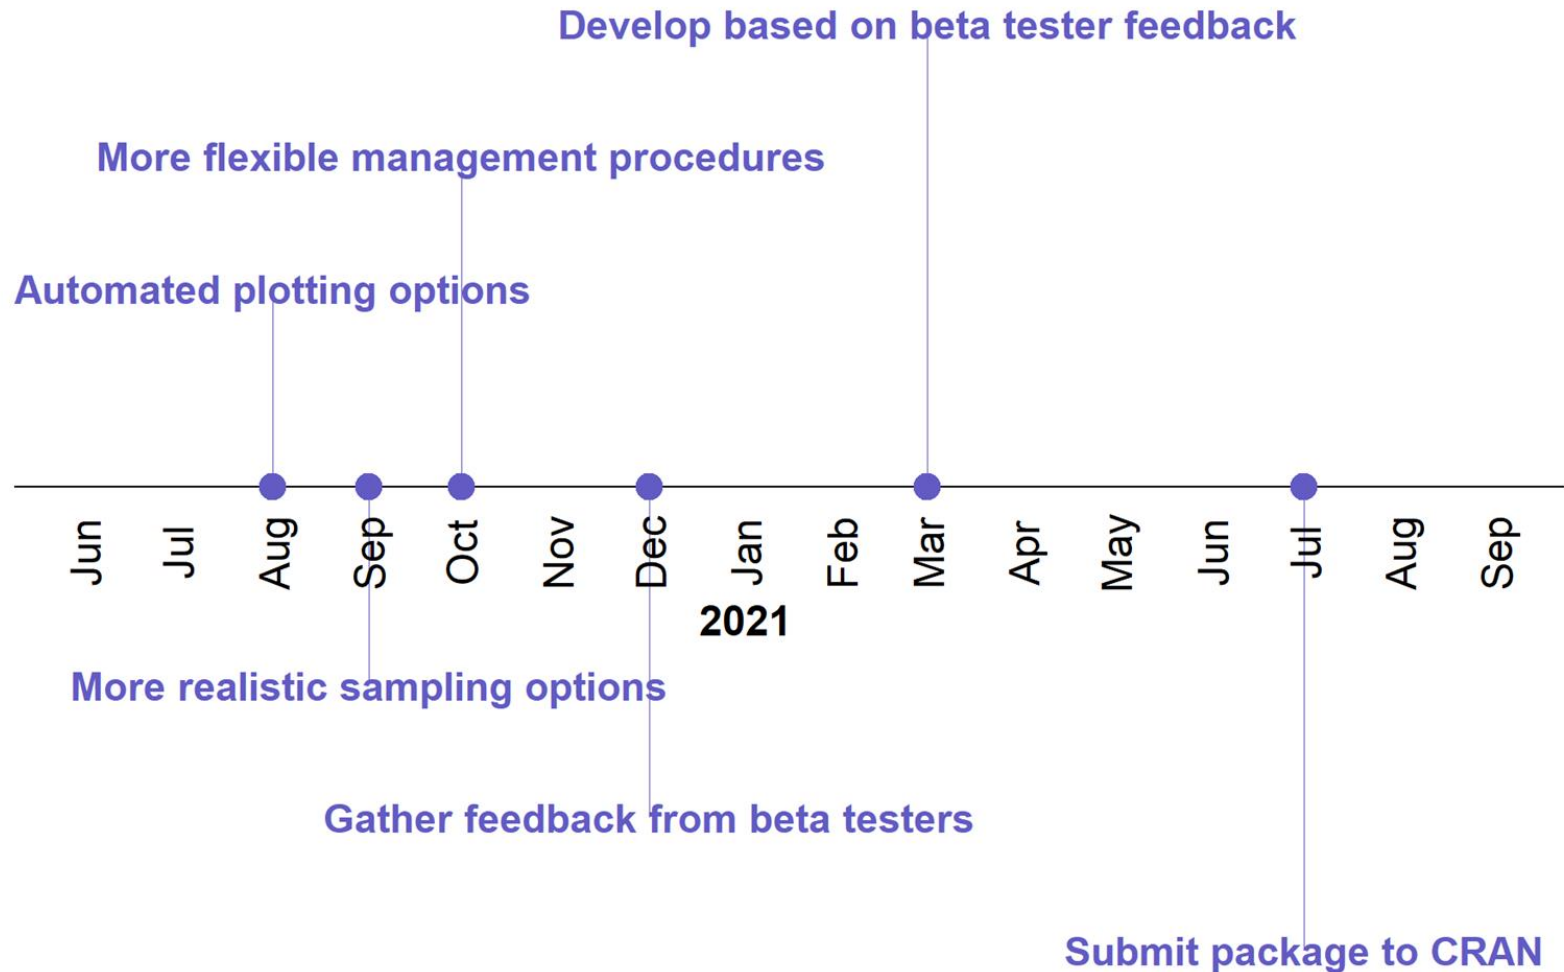 Develop based on beta tester feedback
More flexible management procedures
Automated plotting options
Jun Jul Aug Sep Oct Nov Dec Jan Feb Mar Apr May Jun Jul Aug Sep
2021
More realistic sampling options
Gather feedback from beta testers
Submit package to CRAN